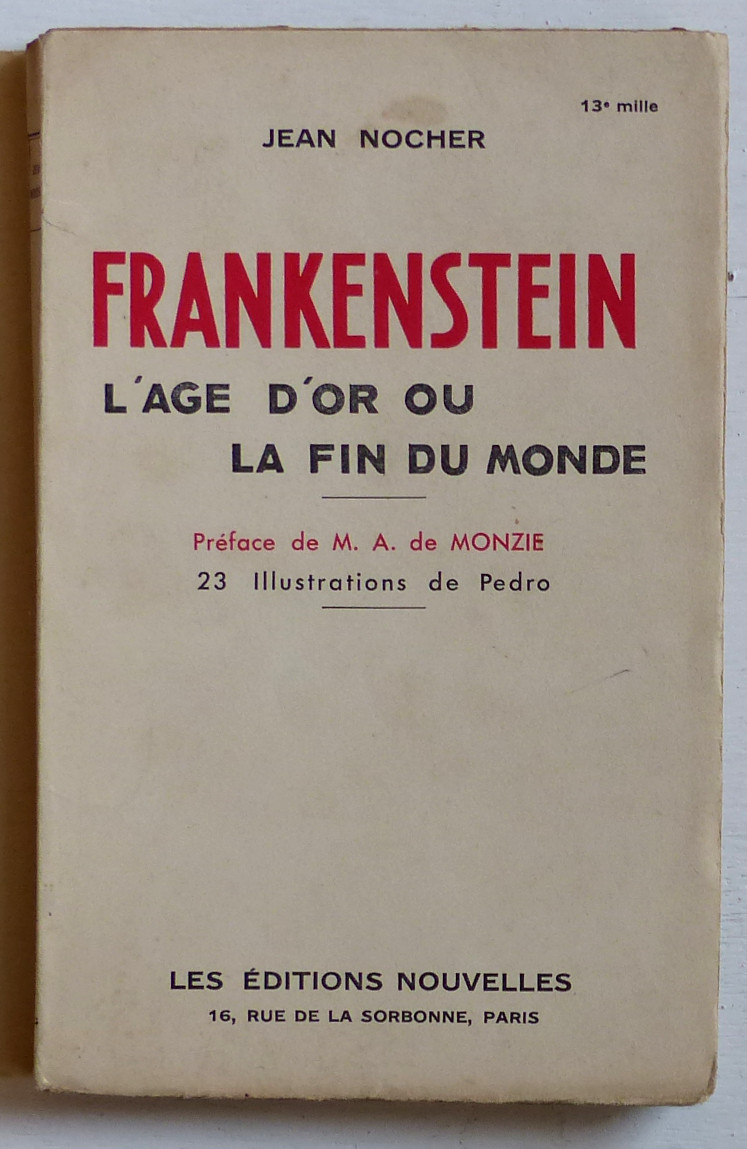 13e mille
JEAN NOCHER
FRANKENSTEIN
L'AGE D'OR OU
LA FIN DU MONDE
Préface de M. A. de MONZIE
23 Illustrations de Pedro
LES ÉDITIONS NOUVELLES
16, RUE DE LA SORBONNE, PARIS